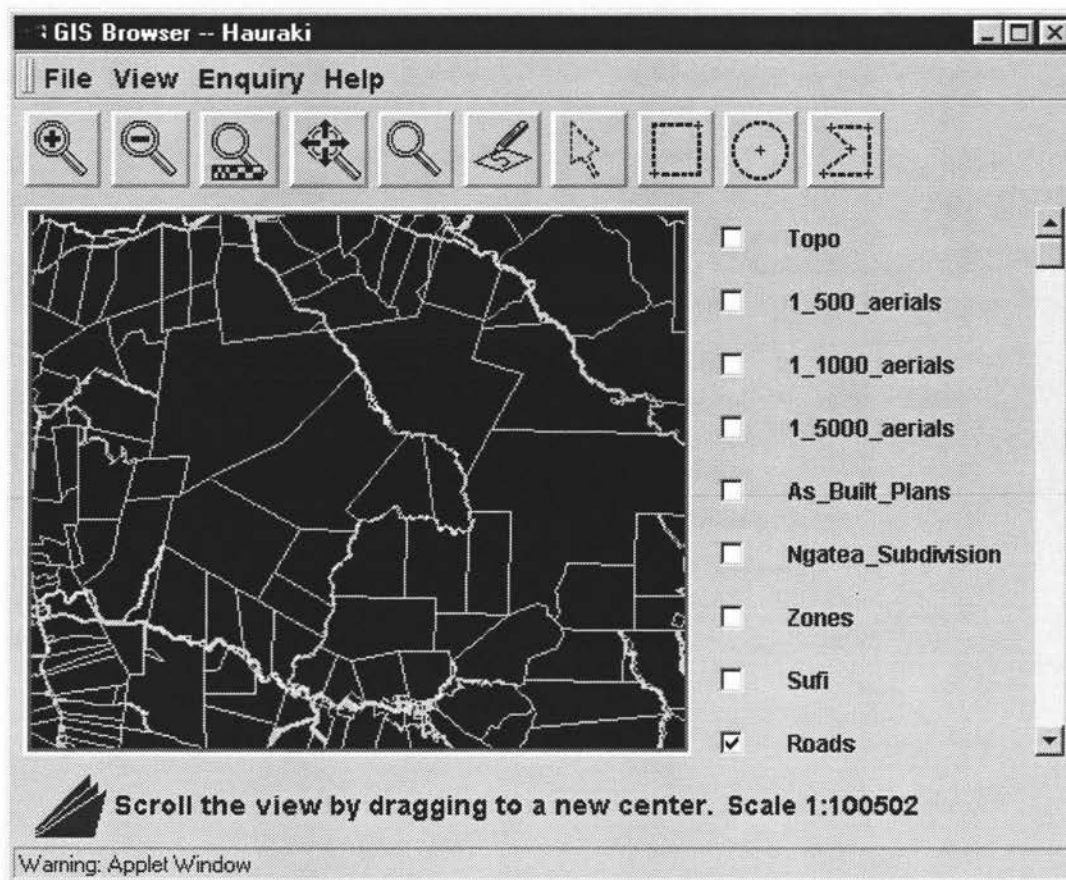 GIS Browser -- Hauraki
File View Enquiry Help
Topo
1_500_aerials
1_1000_aerials
1_5000_aerials
As_Built_Plans
Ngatea_Subdivision
Zones
Sufi
Roads
Scroll the view by dragging to a new center. Scale 1:100502
Warning: Applet Window